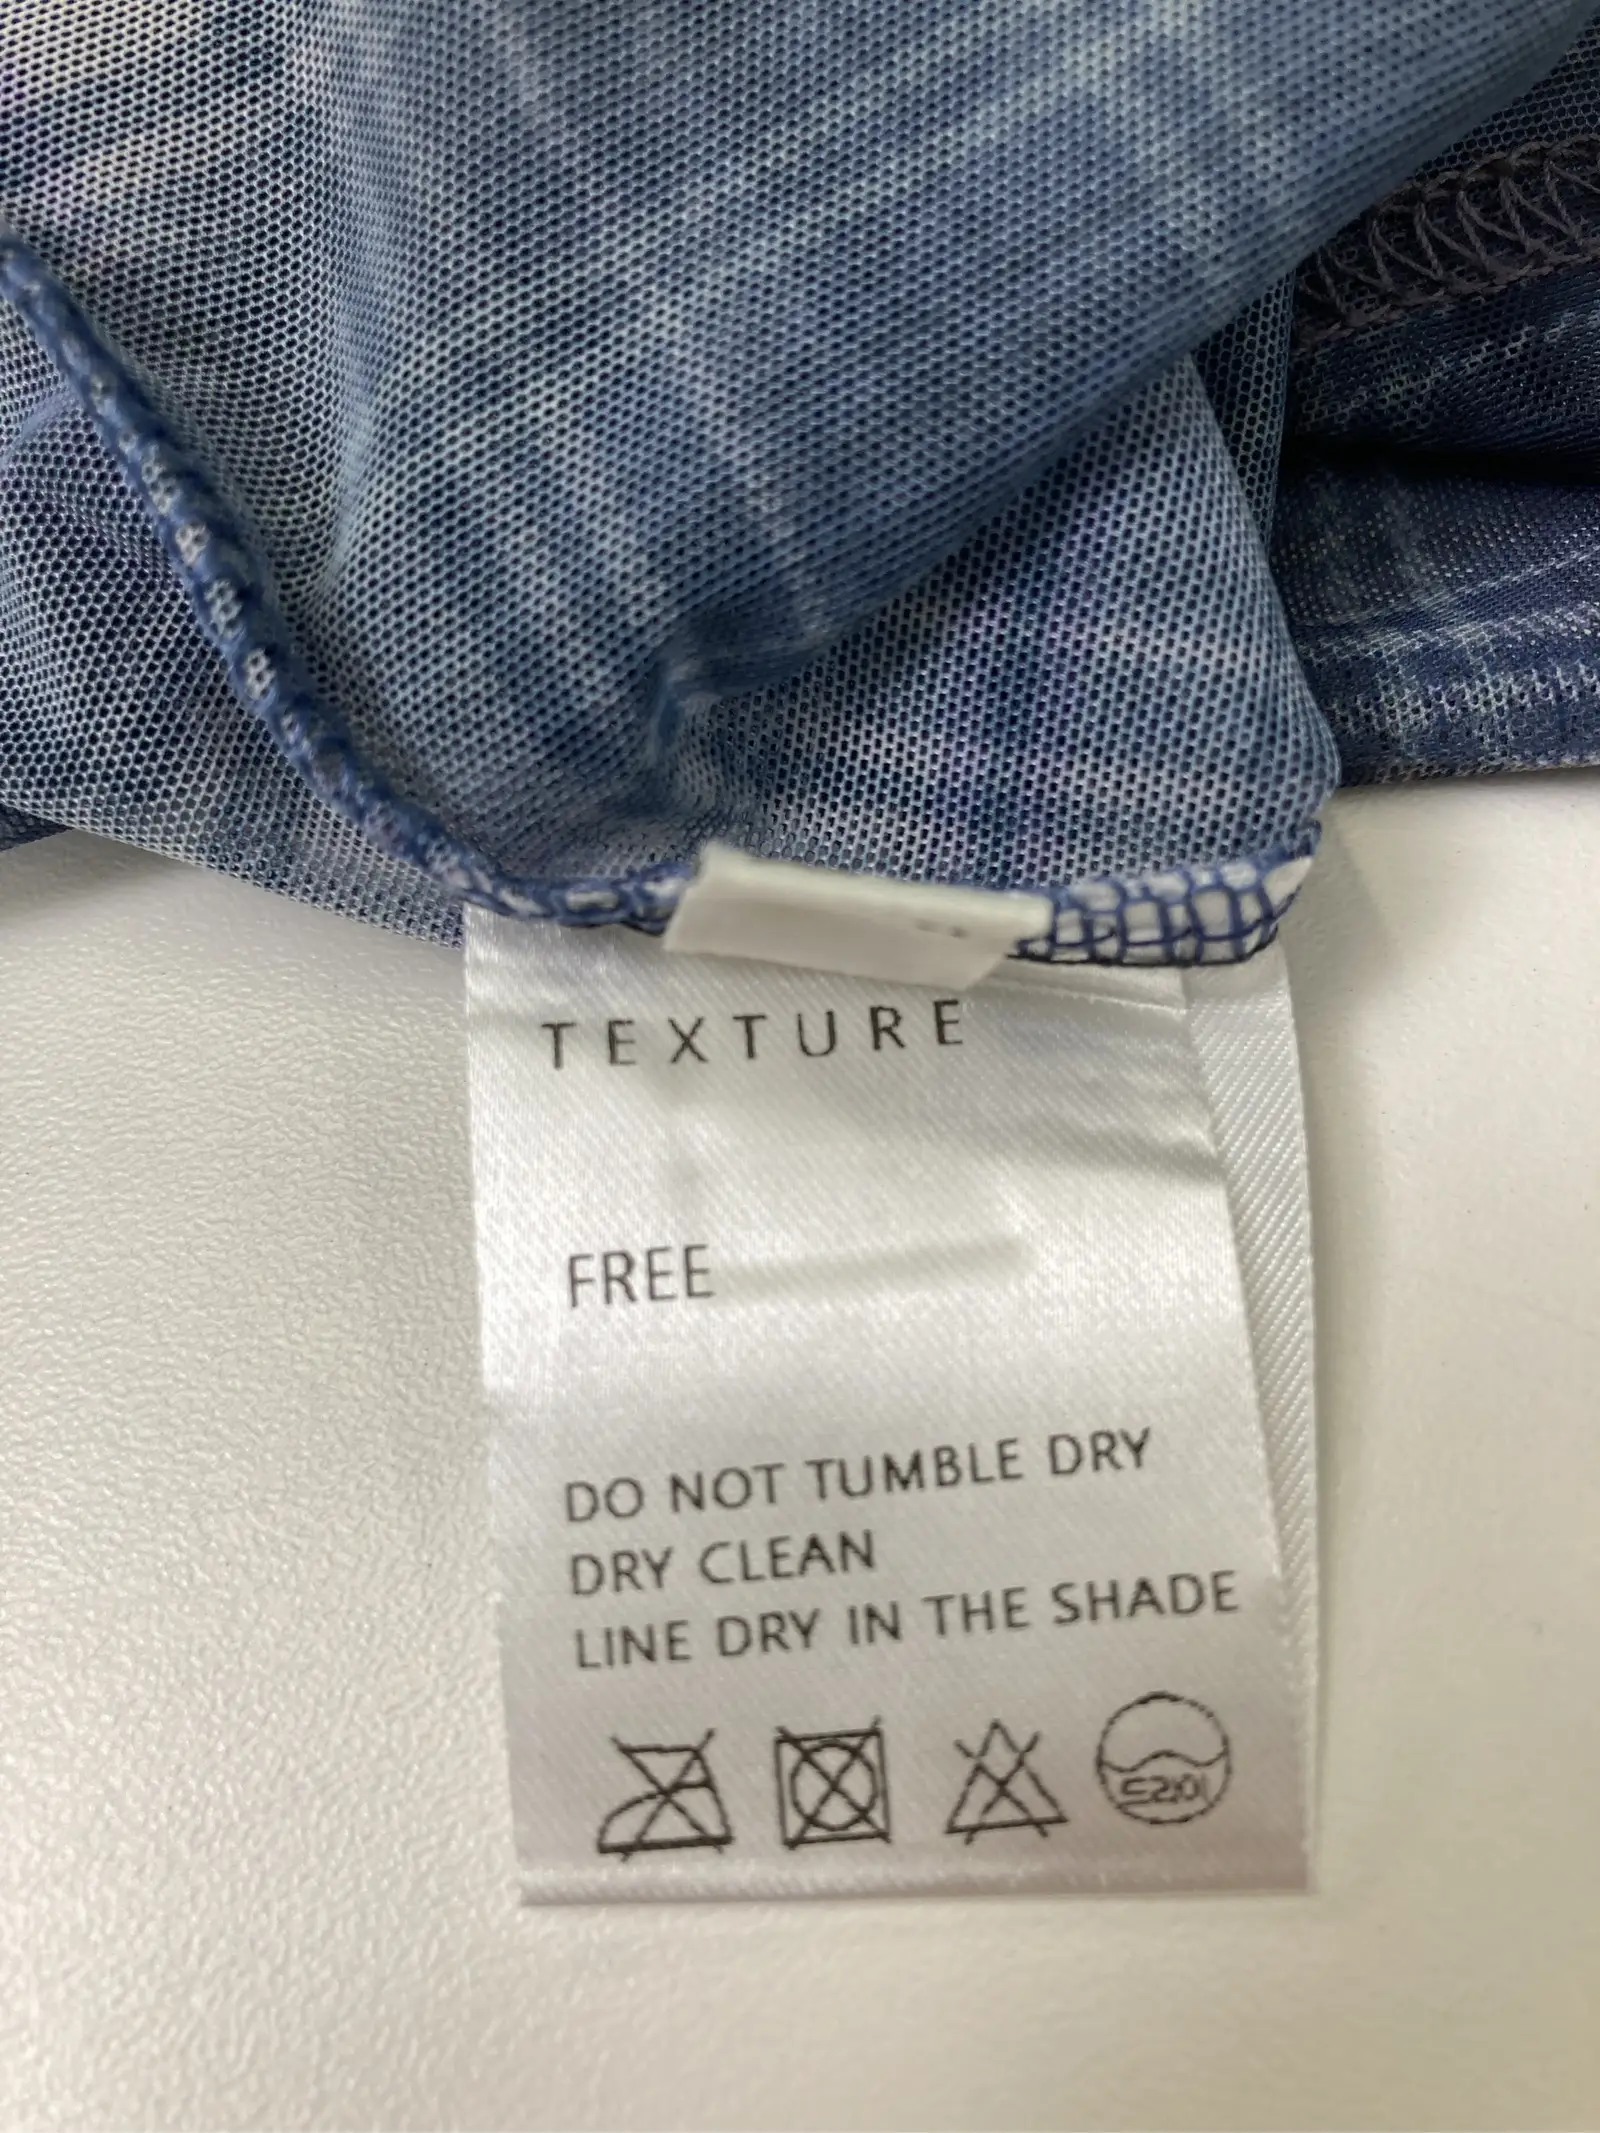 TEXTURE
FREE
DO NOT TUMBLE DRY
DRY CLEAN
LINE DRY IN THE SHADE